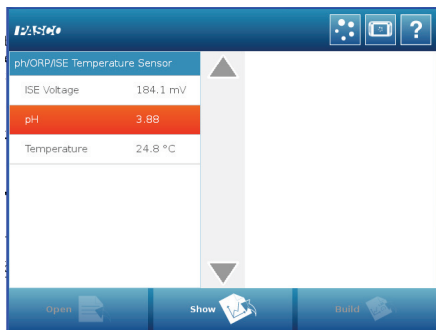 PASCO
?
ph/ORP/ISE Temperature Sensor
ISE Voltage 184.1 mV
pH 3.88
Temperature 24.8 °C
Open Show Build